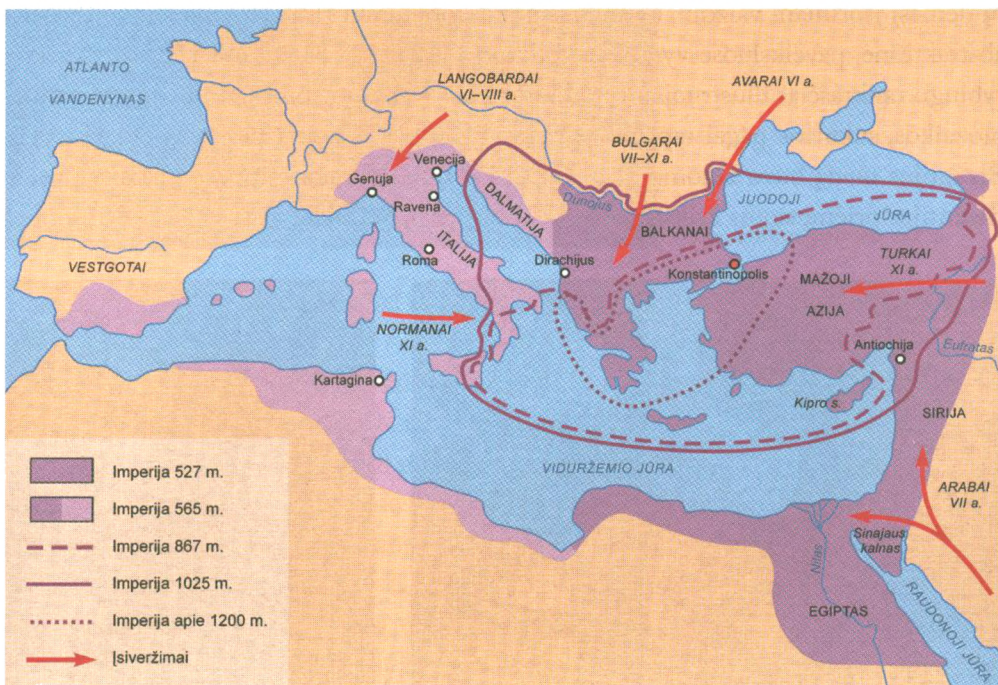 ATLANTO
VANDENYNAS
LANGOBARDAI
VI–VIII a.
AVARAI VI a.
BULGARAI
VII–XI a.
Venecija
Genuja
Ravena
DALMATIJA
Dunojus
JUODOJI
JŪRA
BALKANAI
ITALIJA
Roma
Dirachijus
Konstantinopolis
TURKAI
XI a.
MAŽOJI
AZIJA
VESTGOTAI
NORMANAI
XI a.
Antiochija
Eufratas
Kartagina
Kipro s.
SIRIJA
VIDURŽEMIO JŪRA
ARABAI
VII a.
Sinajaus
kalnas
Nilas
EGIPTAS
RAUDONOJI JŪRA
Imperija 527 m.
Imperija 565 m.
Imperija 867 m.
Imperija 1025 m.
Imperija apie 1200 m.
Įsiveržimai